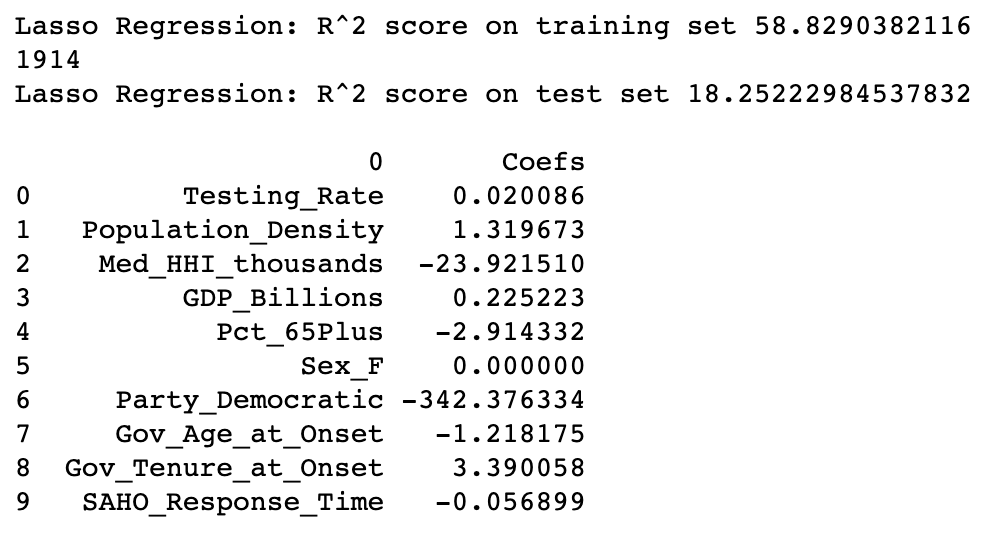 Lasso Regression: R^2 score on training set 58.8290382116
1914
Lasso Regression: R^2 score on test set 18.25222984537832
0 Coefs
0 Testing_Rate 0.020086
1 Population_Density 1.319673
2 Med_HHI_thousands -23.921510
3 GDP_Billions 0.225223
4 Pct_65Plus -2.914332
5 Sex_F 0.000000
6 Party_Democratic -342.376334
7 Gov_Age_at_Onset -1.218175
8 Gov_Tenure_at_Onset 3.390058
9 SAHO_Response_Time -0.056899